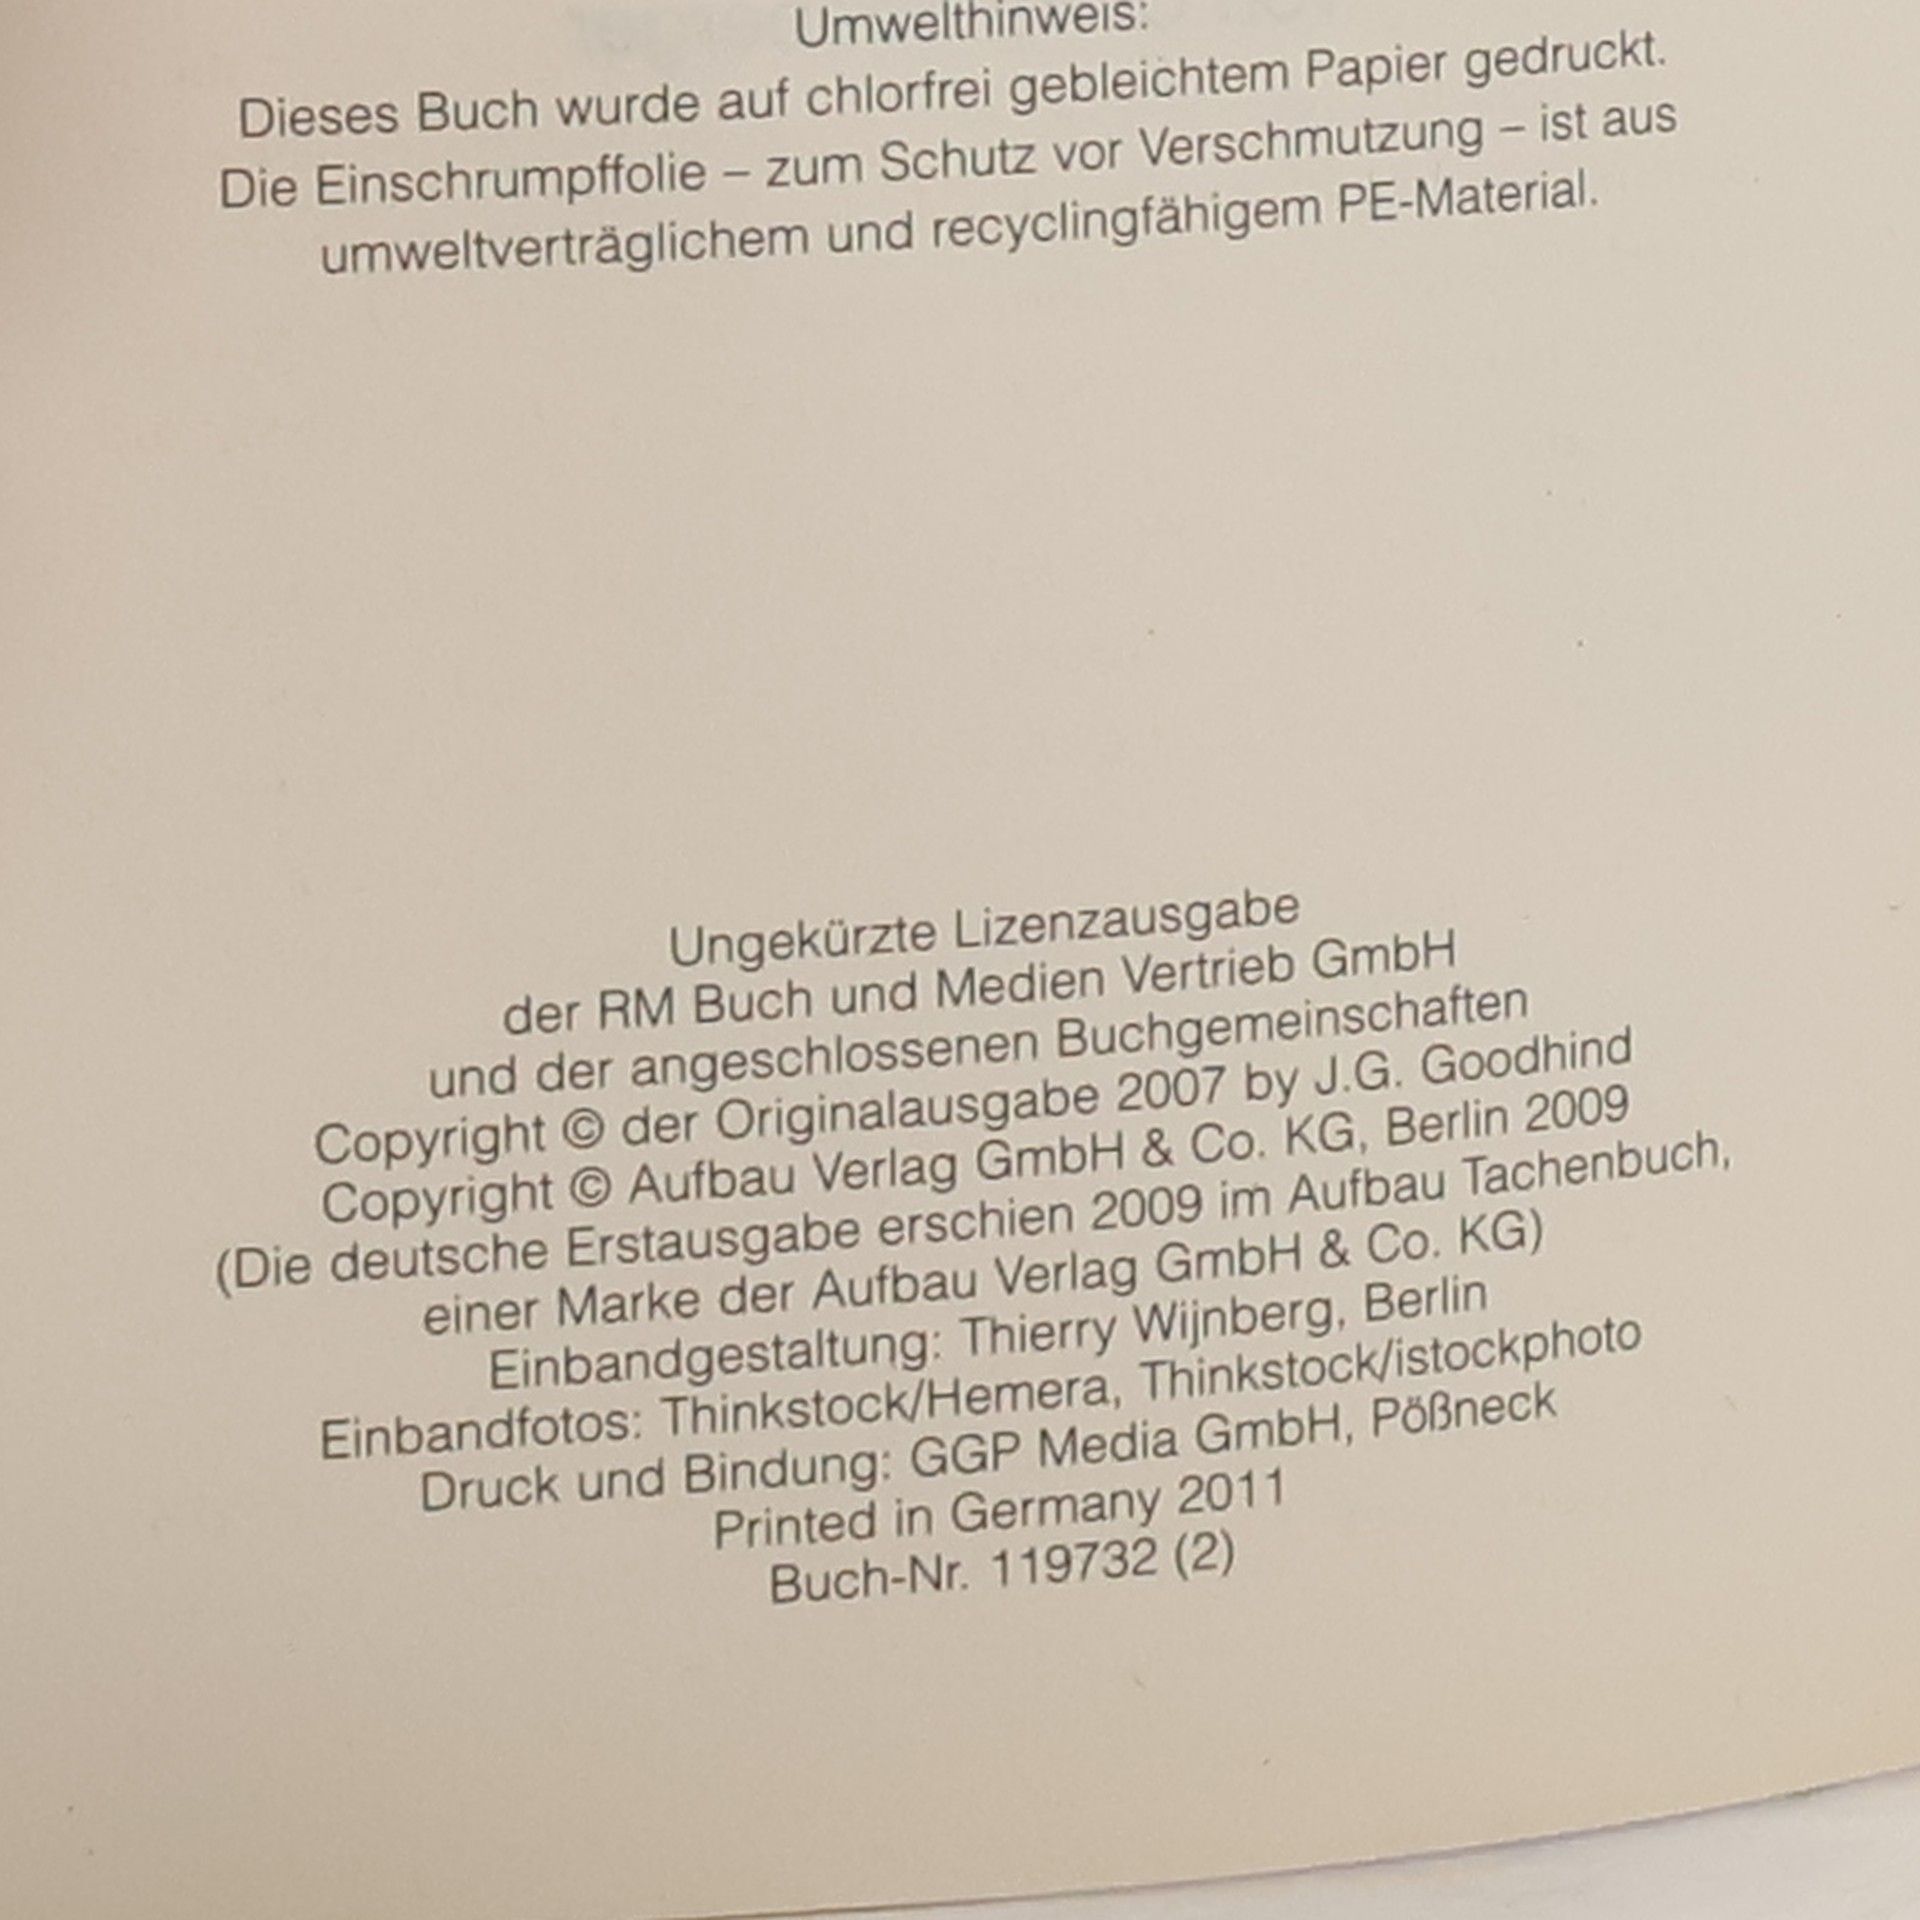 Umwelthinweis:
Dieses Buch wurde auf chlorfrei gebleichtem Papier gedruckt.
Die Einschrumpffolie – zum Schutz vor Verschmutzung – ist aus
umweltverträglichem und recyclingfähigem PE-Material.
Ungekürzte Lizenzausgabe
der RM Buch und Medien Vertrieb GmbH
und der angeschlossenen Buchgemeinschaften
Copyright © der Originalausgabe 2007 by J.G. Goodhind
Copyright © Aufbau Verlag GmbH & Co. KG, Berlin 2009
(Die deutsche Erstausgabe erschien 2009 im Aufbau Tachenbuch,
einer Marke der Aufbau Verlag GmbH & Co. KG)
Einbandgestaltung: Thierry Wijnberg, Berlin
Einbandfotos: Thinkstock/Hemera, Thinkstock/istockphoto
Druck und Bindung: GGP Media GmbH, Pößneck
Printed in Germany 2011
Buch-Nr. 119732 (2)